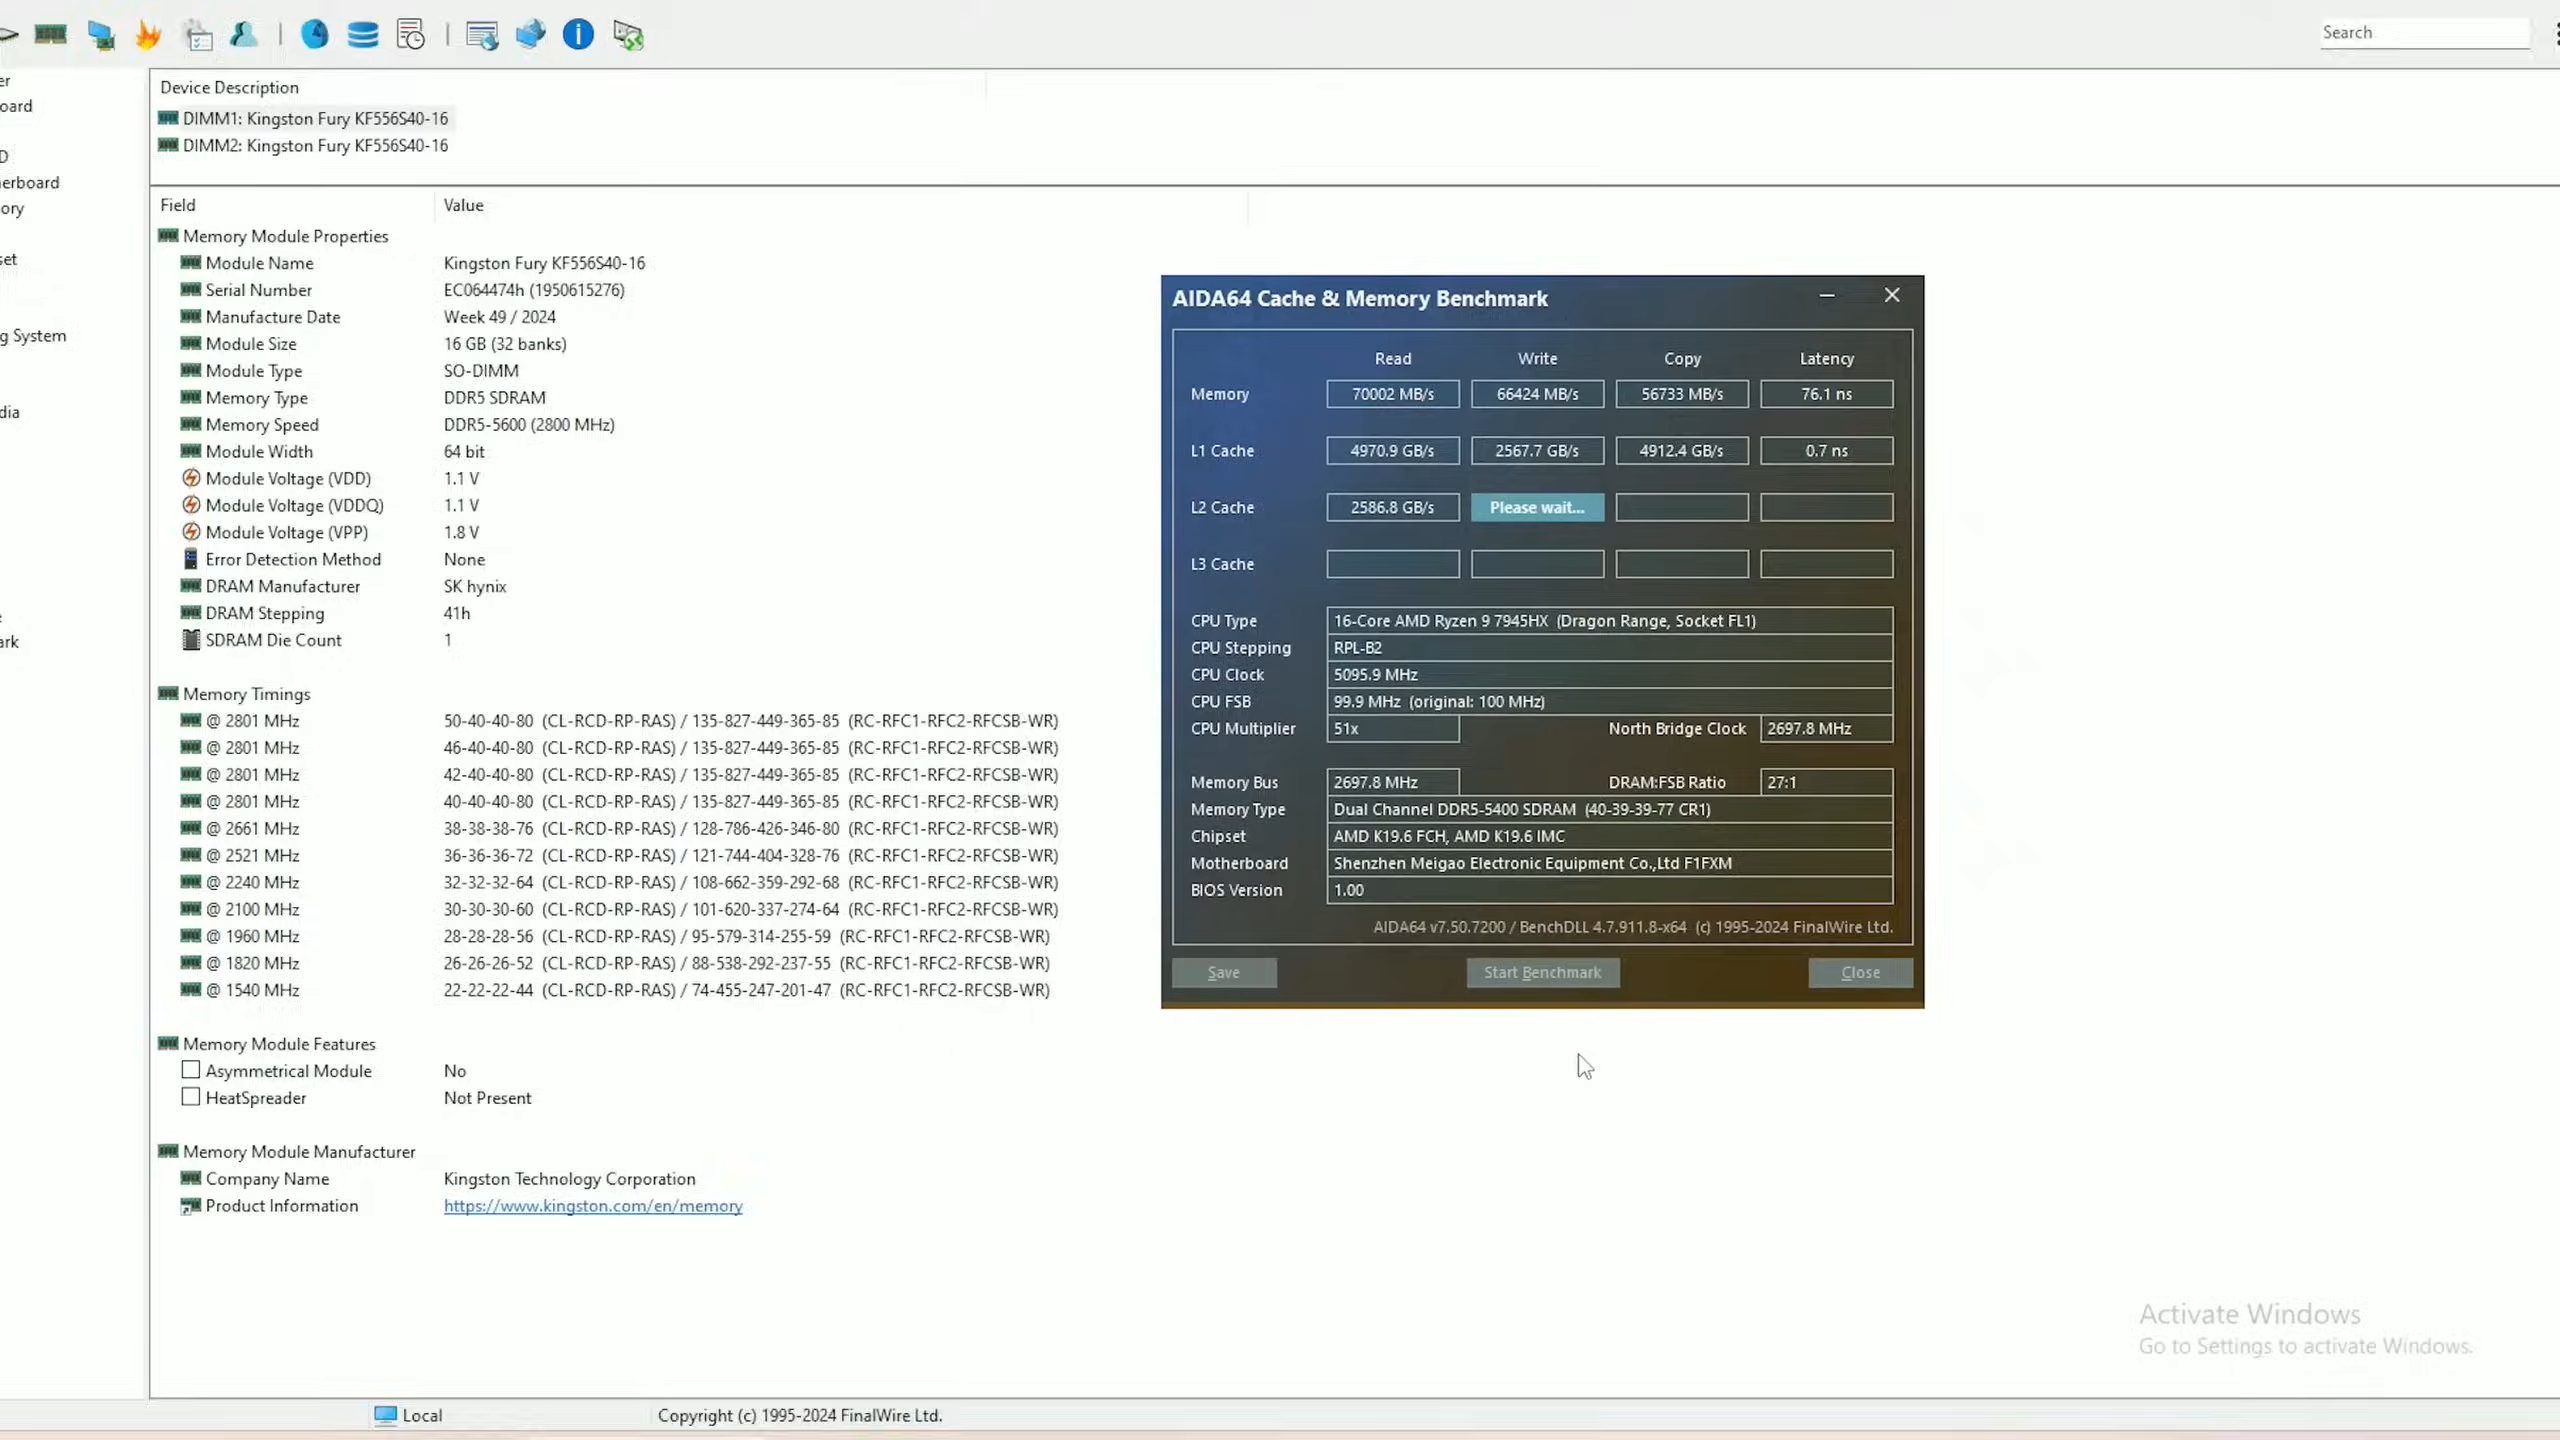 Search
er
oard
D
erboard
ory
set
g System
dia
ark
Device Description
DIMM1: Kingston Fury KF556S40-16
DIMM2: Kingston Fury KF556S40-16
Field Value
Memory Module Properties
Module Name Kingston Fury KF556S40-16
Serial Number EC064474h (1950615276)
Manufacture Date Week 49 / 2024
Module Size 16 GB (32 banks)
Module Type SO-DIMM
Memory Type DDR5 SDRAM
Memory Speed DDR5-5600 (2800 MHz)
Module Width 64 bit
Module Voltage (VDD) 1.1 V
Module Voltage (VDDQ) 1.1 V
Module Voltage (VPP) 1.8 V
Error Detection Method None
DRAM Manufacturer SK hynix
DRAM Stepping 41h
SDRAM Die Count 1
Memory Timings
@ 2801 MHz 50-40-40-80 (CL-RCD-RP-RAS) / 135-827-449-365-85 (RC-RFC1-RFC2-RFCSB-WR)
@ 2801 MHz 46-40-40-80 (CL-RCD-RP-RAS) / 135-827-449-365-85 (RC-RFC1-RFC2-RFCSB-WR)
@ 2801 MHz 42-40-40-80 (CL-RCD-RP-RAS) / 135-827-449-365-85 (RC-RFC1-RFC2-RFCSB-WR)
@ 2801 MHz 40-40-40-80 (CL-RCD-RP-RAS) / 135-827-449-365-85 (RC-RFC1-RFC2-RFCSB-WR)
@ 2661 MHz 38-38-38-76 (CL-RCD-RP-RAS) / 128-786-426-346-80 (RC-RFC1-RFC2-RFCSB-WR)
@ 2521 MHz 36-36-36-72 (CL-RCD-RP-RAS) / 121-744-404-328-76 (RC-RFC1-RFC2-RFCSB-WR)
@ 2240 MHz 32-32-32-64 (CL-RCD-RP-RAS) / 108-662-359-292-68 (RC-RFC1-RFC2-RFCSB-WR)
@ 2100 MHz 30-30-30-60 (CL-RCD-RP-RAS) / 101-620-337-274-64 (RC-RFC1-RFC2-RFCSB-WR)
@ 1960 MHz 28-28-28-56 (CL-RCD-RP-RAS) / 95-579-314-255-59 (RC-RFC1-RFC2-RFCSB-WR)
@ 1820 MHz 26-26-26-52 (CL-RCD-RP-RAS) / 88-538-292-237-55 (RC-RFC1-RFC2-RFCSB-WR)
@ 1540 MHz 22-22-22-44 (CL-RCD-RP-RAS) / 74-455-247-201-47 (RC-RFC1-RFC2-RFCSB-WR)
Memory Module Features
Asymmetrical Module No
HeatSpreader Not Present
Memory Module Manufacturer
Company Name Kingston Technology Corporation
Product Information https://www.kingston.com/en/memory
AIDA64 Cache & Memory Benchmark
Read Write Copy Latency
Memory 70002 MB/s 66424 MB/s 56733 MB/s 76.1 ns
L1 Cache 4970.9 GB/s 2567.7 GB/s 4912.4 GB/s 0.7 ns
L2 Cache 2586.8 GB/s Please wait...
L3 Cache
CPU Type 16-Core AMD Ryzen 9 7945HX (Dragon Range, Socket FL1)
CPU Stepping RPL-B2
CPU Clock 5095.9 MHz
CPU FSB 99.9 MHz (original: 100 MHz)
CPU Multiplier 51x North Bridge Clock 2697.8 MHz
Memory Bus 2697.8 MHz DRAM:FSB Ratio 27:1
Memory Type Dual Channel DDR5-5400 SDRAM (40-39-39-77 CR1)
Chipset AMD K19.6 FCH, AMD K19.6 IMC
Motherboard Shenzhen Meigao Electronic Equipment Co.,Ltd F1FXM
BIOS Version 1.00
AIDA64 v7.50.7200 / BenchDLL 4.7.911.8-x64 (c) 1995-2024 FinalWire Ltd.
Save Start Benchmark Close
Activate Windows
Go to Settings to activate Windows.
Local Copyright (c) 1995-2024 FinalWire Ltd.